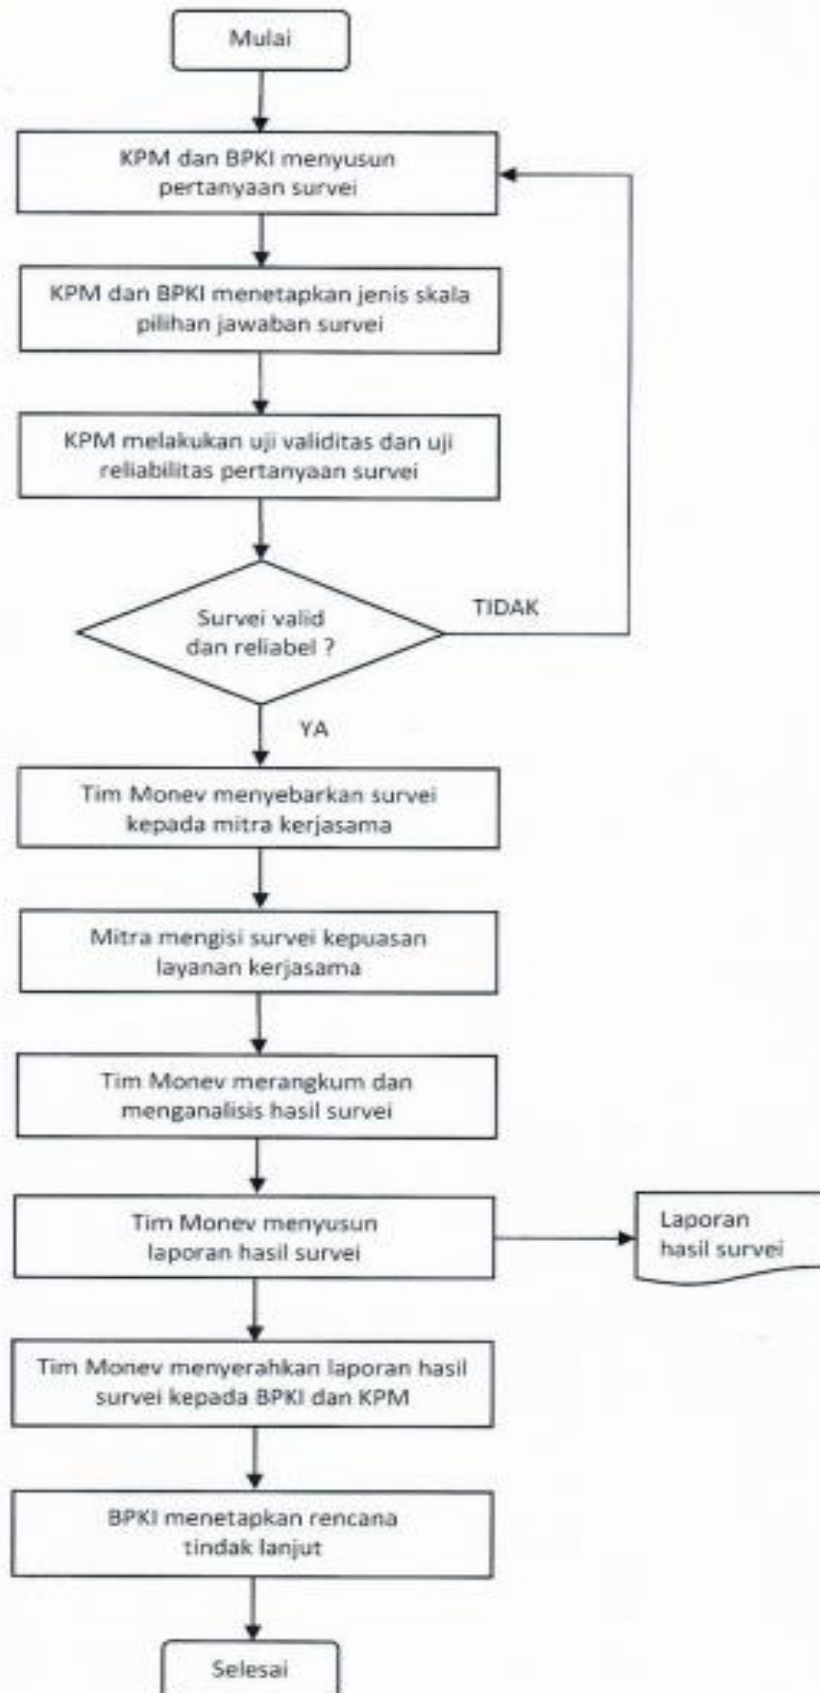 Mulai
KPM dan BPKI menyusun
pertanyaan survei
KPM dan BPKI menetapkan jenis skala
pilihan jawaban survei
KPM melakukan uji validitas dan uji
reliabilitas pertanyaan survei
Survei valid
dan reliabel ?
TIDAK
YA
Tim Monev menyebarkan survei
kepada mitra kerjasama
Mitra mengisi survei kepuasan
layanan kerjasama
Tim Monev merangkum dan
menganalisis hasil survei
Tim Monev menyusun
laporan hasil survei
Laporan
hasil survei
Tim Monev menyerahkan laporan hasil
survei kepada BPKI dan KPM
BPKI menetapkan rencana
tindak lanjut
Selesai